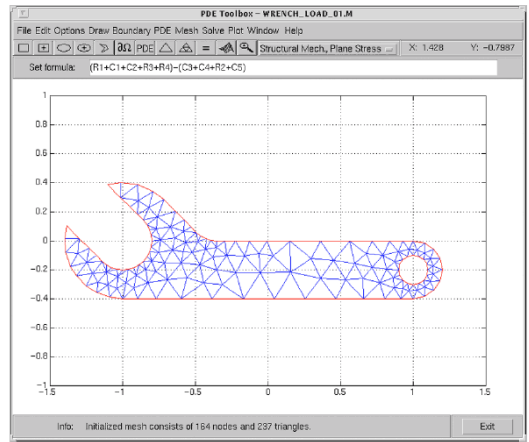 PDE Toolbox - WRENCH_LOAD_01.M
File Edit Options Draw Boundary PDE Mesh Solve Plot Window Help
∂Ω PDE = Structural Mech., Plane Stress X: 1.428 Y: -0.7987
Set formula: (R1+C1+C2+R3+R4)-(C3+C4+R2+C5)
1
0.8
0.6
0.4
0.2
0
-0.2
-0.4
-0.6
-0.8
-1
-1.5 -1 -0.5 0 0.5 1 1.5
Info: Initialized mesh consists of 164 nodes and 237 triangles. Exit